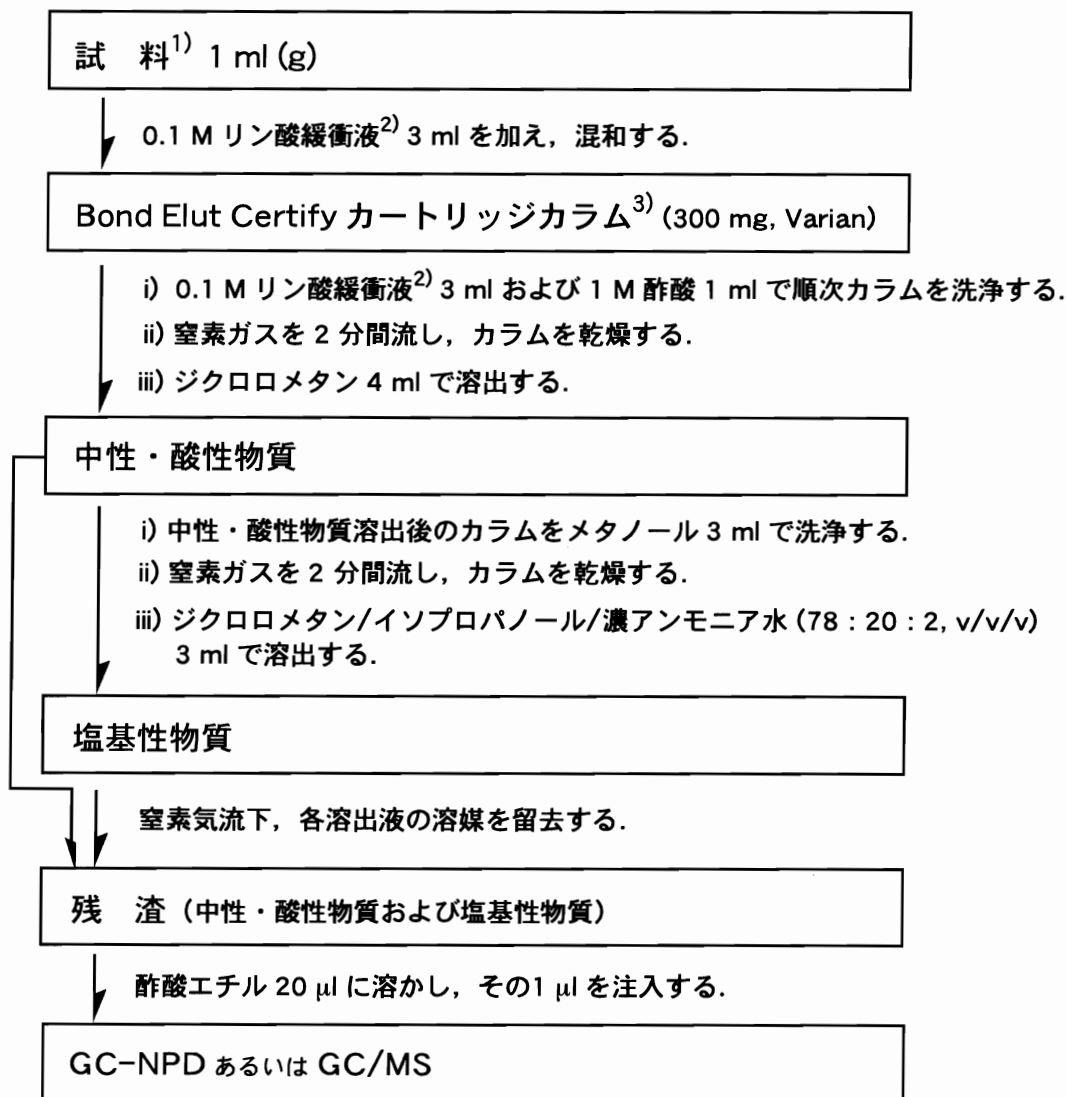 試　料1) 1 ml (g)
0.1 M リン酸緩衝液2) 3 ml を加え，混和する．
Bond Elut Certify カートリッジカラム3) (300 mg, Varian)
i) 0.1 M リン酸緩衝液2) 3 ml および 1 M 酢酸 1 ml で順次カラムを洗浄する．
ii) 窒素ガスを 2 分間流し，カラムを乾燥する．
iii) ジクロロメタン 4 ml で溶出する．
中性・酸性物質
i) 中性・酸性物質溶出後のカラムをメタノール 3 ml で洗浄する．
ii) 窒素ガスを 2 分間流し，カラムを乾燥する．
iii) ジクロロメタン/イソプロパノール/濃アンモニア水 (78 : 20 : 2, v/v/v)
3 ml で溶出する．
塩基性物質
窒素気流下，各溶出液の溶媒を留去する．
残　渣（中性・酸性物質および塩基性物質）
酢酸エチル 20 μl に溶かし，その1 μl を注入する．
GC-NPD あるいは GC/MS